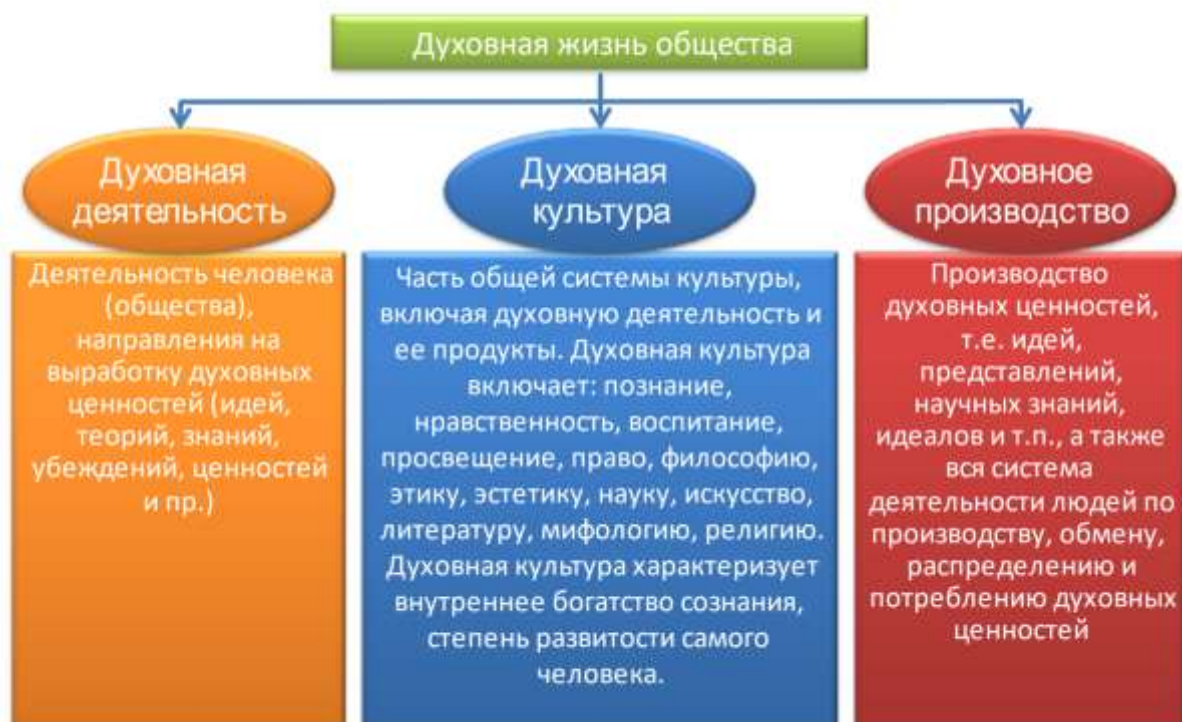 Духовная жизнь общества
Духовная
деятельность
Деятельность человека
(общества),
направления на
выработку духовных
ценностей (идей,
теорий, знаний,
убеждений, ценностей
и пр.)
Духовная
культура
Часть общей системы культуры,
включая духовную деятельность и
ее продукты. Духовная культура
включает: познание,
нравственность, воспитание,
просвещение, право, философию,
этику, эстетику, науку, искусство,
литературу, мифологию, религию.
Духовная культура характеризует
внутреннее богатство сознания,
степень развитости самого
человека.
Духовное
производство
Производство
духовных ценностей,
т.е. идей,
представлений,
научных знаний,
идеалов и т.п., а также
вся система
деятельности людей по
производству, обмену,
распределению и
потреблению духовных
ценностей